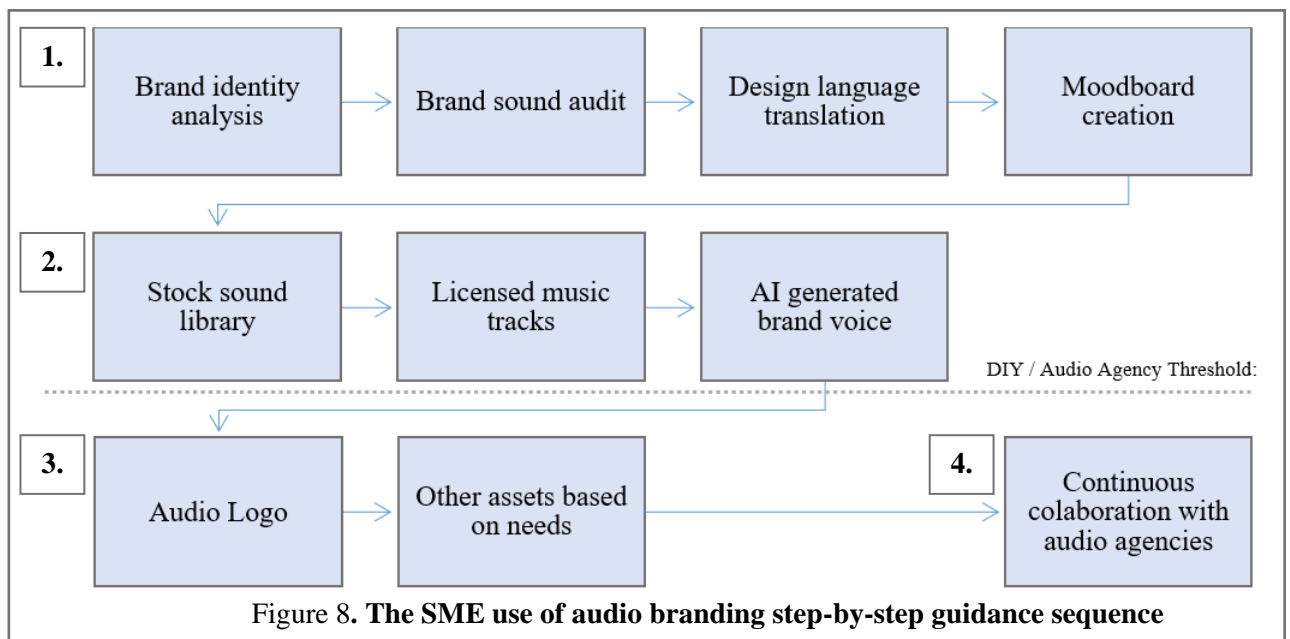 1.
Brand identity
analysis
Brand sound audit
Design language
translation
Moodboard
creation
2.
Stock sound
library
Licensed music
tracks
AI generated
brand voice
DIY / Audio Agency Threshold:
3.
Audio Logo
Other assets based
on needs
4.
Continuous
colaboration with
audio agencies
Figure 8. The SME use of audio branding step-by-step guidance sequence